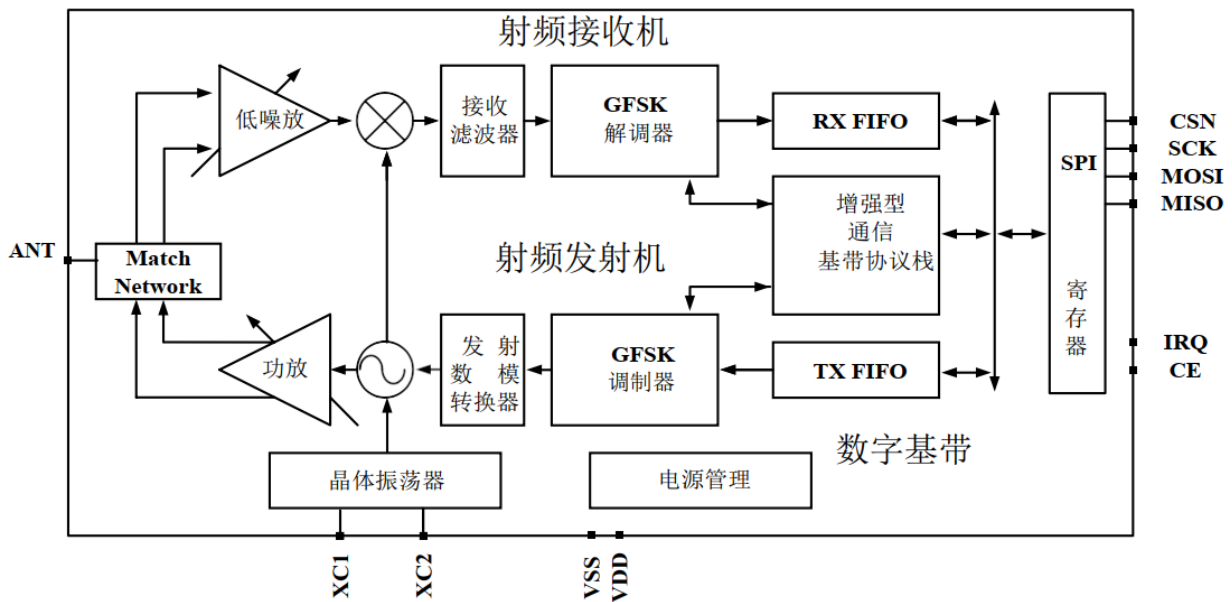 射频接收机
低噪放
接收
滤波器
GFSK
解调器
RX FIFO
SPI
寄
存
器
CSN
SCK
MOSI
MISO
增强型
通信
基带协议栈
ANT
Match
Network
射频发射机
功放
发 射
数 模
转换器
GFSK
调制器
TX FIFO
IRQ
CE
数字基带
晶体振荡器
电源管理
XC1
XC2
VSS
VDD